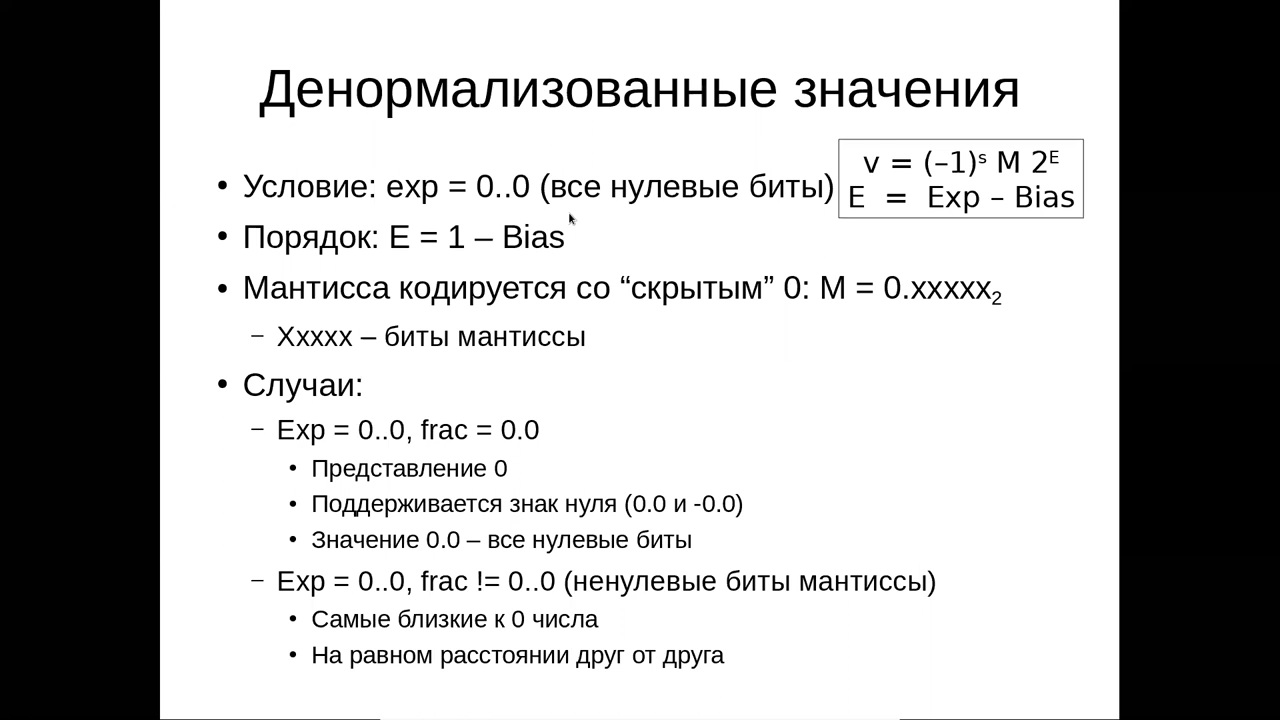 Денормализованные значения
v = (–1)ˢ M 2ᴱ
E = Exp – Bias
• Условие: exp = 0..0 (все нулевые биты)
• Порядок: E = 1 – Bias
• Мантисса кодируется со “скрытым” 0: M = 0.xxxxx₂
– Xxxxx – биты мантиссы
• Случаи:
– Exp = 0..0, frac = 0.0
• Представление 0
• Поддерживается знак нуля (0.0 и -0.0)
• Значение 0.0 – все нулевые биты
– Exp = 0..0, frac != 0..0 (ненулевые биты мантиссы)
• Самые близкие к 0 числа
• На равном расстоянии друг от друга